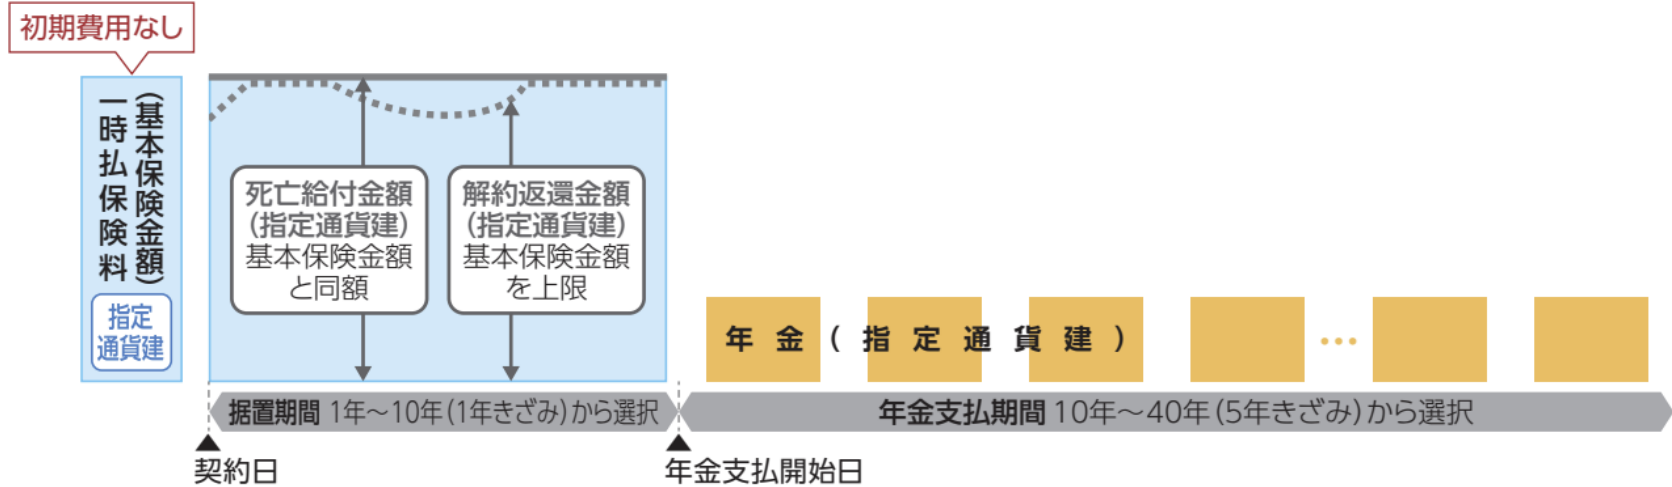 初期費用なし
一時払保険料
(基本保険金額)
指定
通貨建
死亡給付金額
(指定通貨建)
基本保険金額
と同額
解約返還金額
(指定通貨建)
基本保険金額
を上限
年金(指定通貨建)
…
据置期間 1年～10年(1年きざみ)から選択
年金支払期間 10年～40年(5年きざみ)から選択
契約日
年金支払開始日